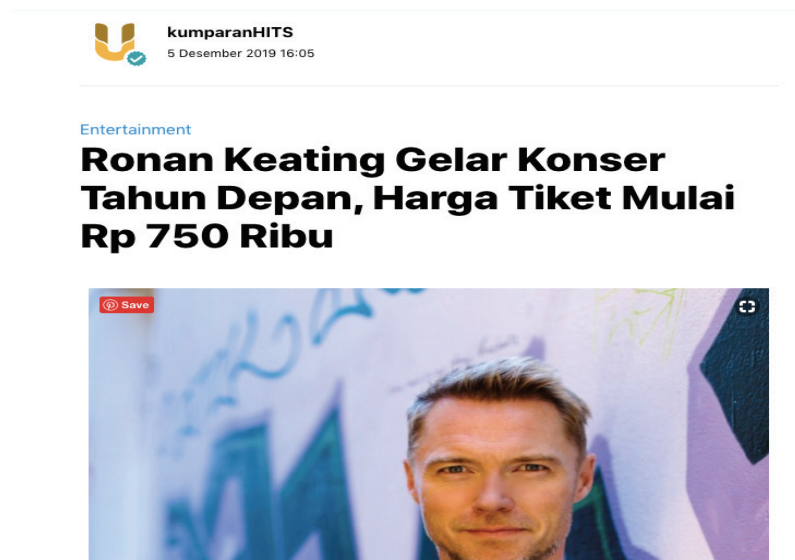 kumparanHITS
5 Desember 2019 16:05
Entertainment
Ronan Keating Gelar Konser
Tahun Depan, Harga Tiket Mulai
Rp 750 Ribu
Save